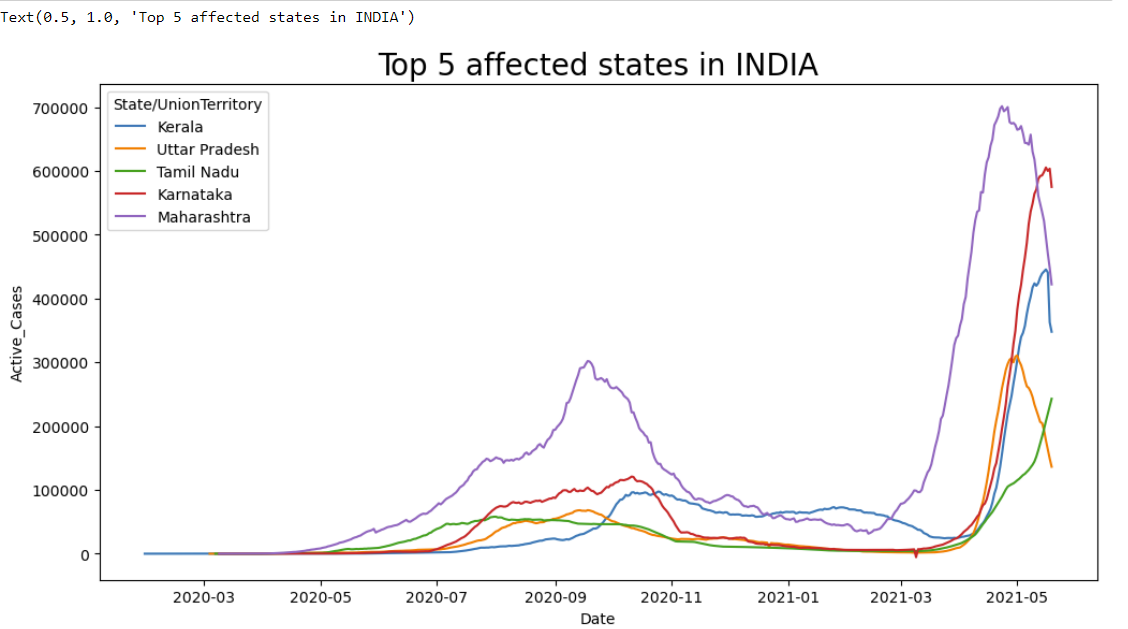 Text(0.5, 1.0, 'Top 5 affected states in INDIA')
Top 5 affected states in INDIA
State/UnionTerritory
Kerala
Uttar Pradesh
Tamil Nadu
Karnataka
Maharashtra
700000
600000
500000
400000
300000
200000
100000
0
Active_Cases
2020-03 2020-05 2020-07 2020-09 2020-11 2021-01 2021-03 2021-05
Date